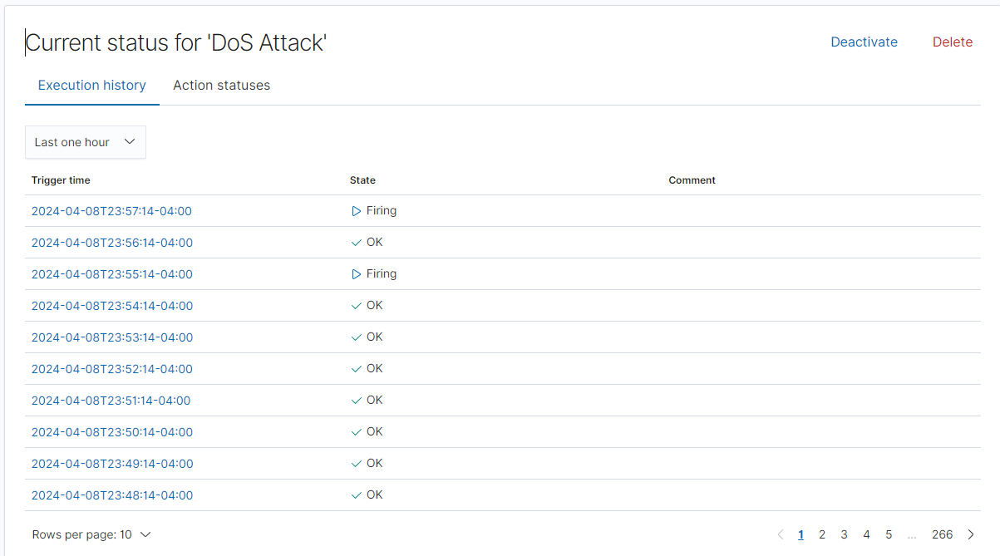 Current status for 'DoS Attack'
Deactivate
Delete
Execution history
Action statuses
Last one hour
Trigger time State Comment
2024-04-08T23:57:14-04:00 Firing
2024-04-08T23:56:14-04:00 OK
2024-04-08T23:55:14-04:00 Firing
2024-04-08T23:54:14-04:00 OK
2024-04-08T23:53:14-04:00 OK
2024-04-08T23:52:14-04:00 OK
2024-04-08T23:51:14-04:00 OK
2024-04-08T23:50:14-04:00 OK
2024-04-08T23:49:14-04:00 OK
2024-04-08T23:48:14-04:00 OK
Rows per page: 10
1 2 3 4 5 ... 266